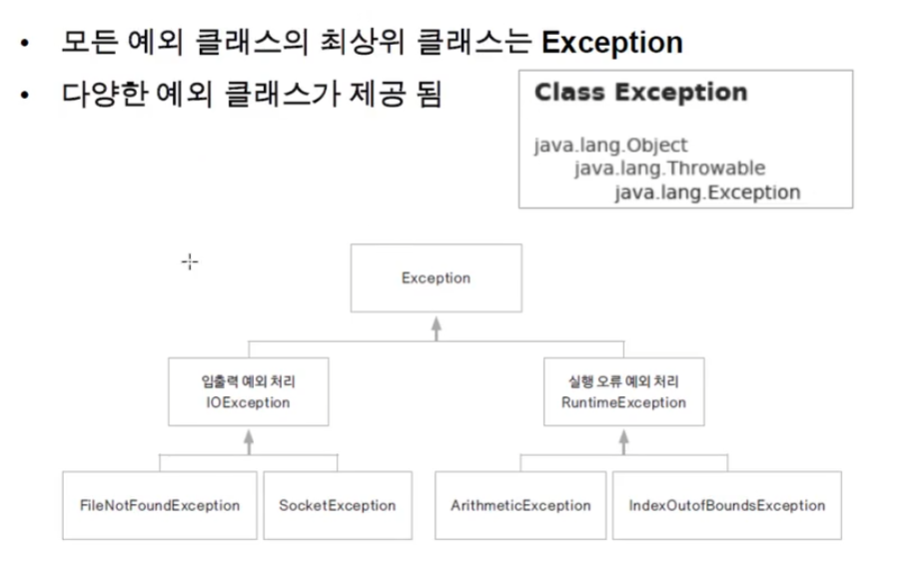 • 모든 예외 클래스의 최상위 클래스는 Exception
• 다양한 예외 클래스가 제공 됨
Class Exception
java.lang.Object
java.lang.Throwable
java.lang.Exception
Exception
입출력 예외 처리
IOException
실행 오류 예외 처리
RuntimeException
FileNotFoundException
SocketException
ArithmeticException
IndexOutofBoundsException